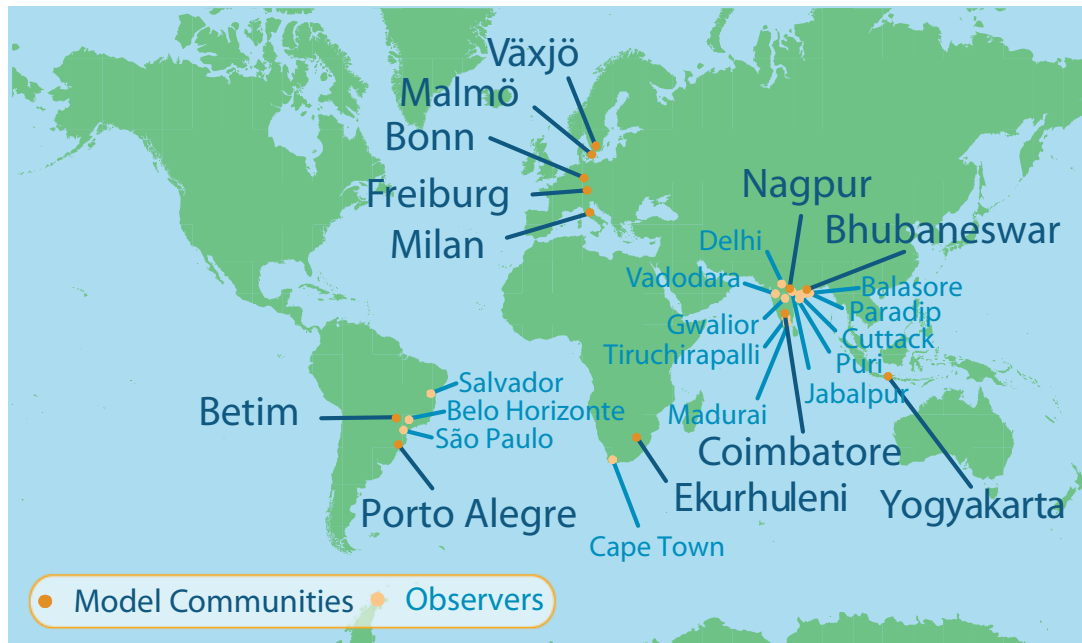 Växjö
Malmö
Bonn
Freiburg
Milan
Nagpur
Bhubaneswar
Delhi
Vadodara
Balasore
Paradip
Gwalior
Cuttack
Tiruchirapalli
Puri
Jabalpur
Madurai
Salvador
Betim
Belo Horizonte
São Paulo
Coimbatore
Porto Alegre
Ekurhuleni
Yogyakarta
Cape Town
Model Communities
Observers